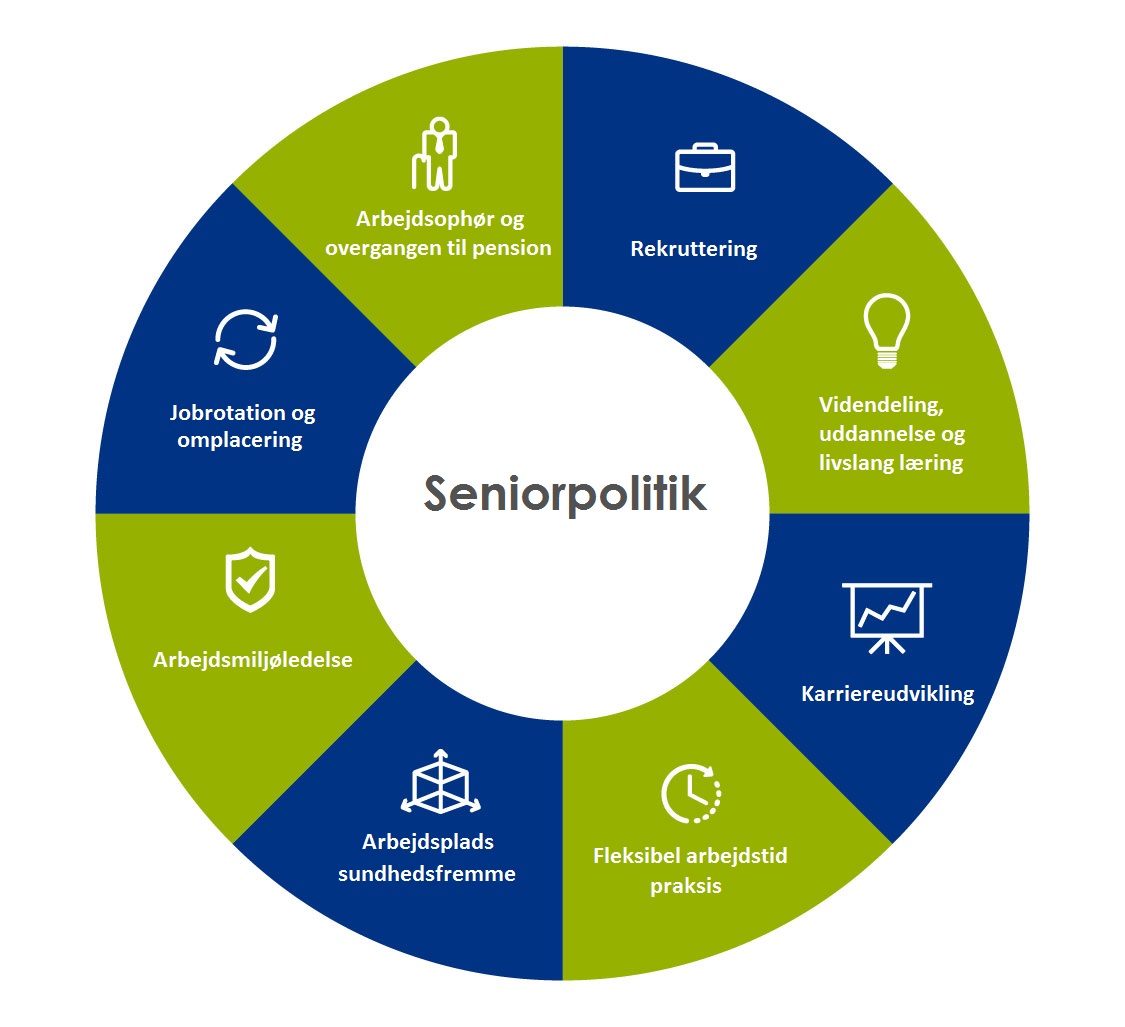 Seniorpolitik
Rekruttering
Videndeling,
uddannelse og
livslang læring
Karriereudvikling
Fleksibel arbejdstid
praksis
Arbejdsplads
sundhedsfremme
Arbejdsmiljøledelse
Jobrotation og
omplacering
Arbejdsophør og
overgangen til pension